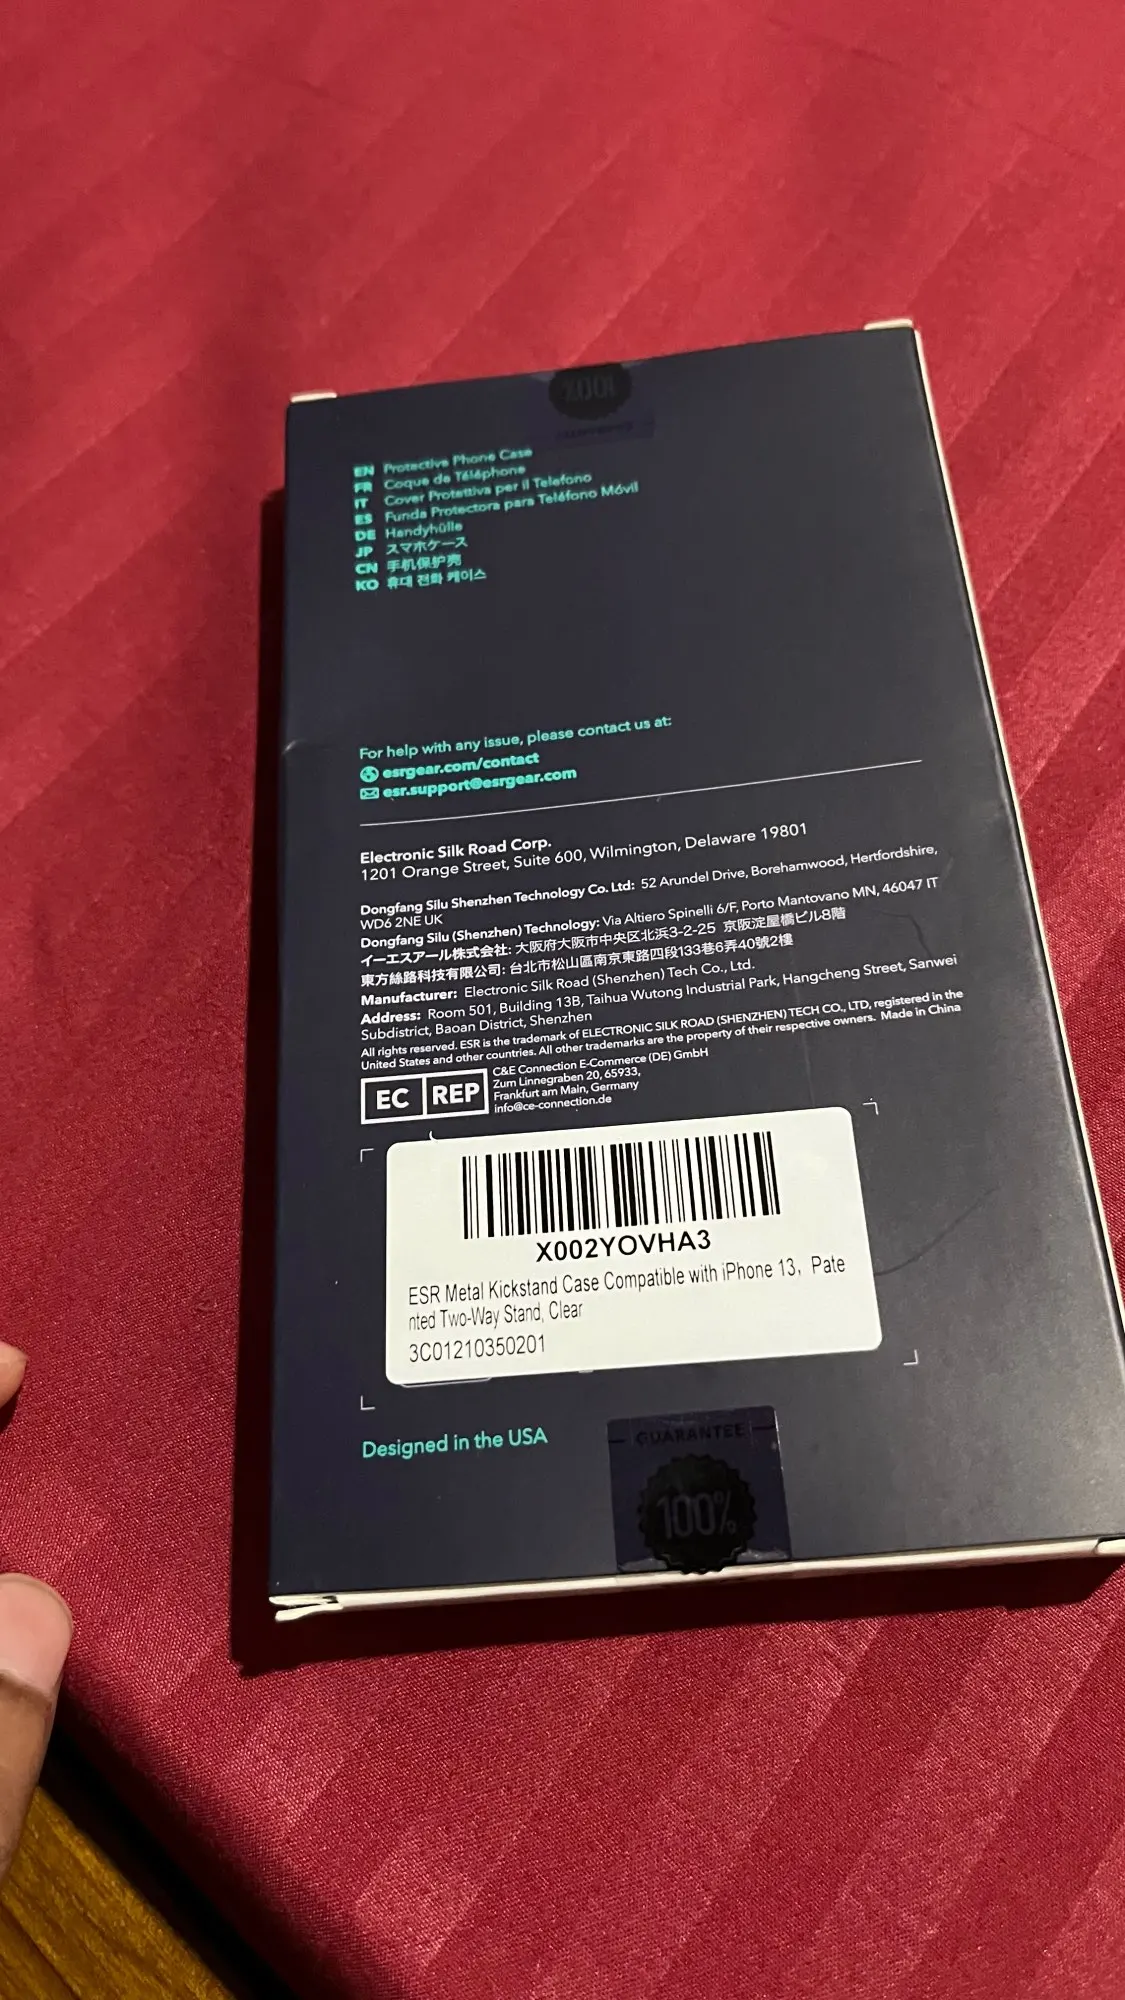 100%
EN Protective Phone Case
FR Coque de Téléphone
IT Cover Protettiva per il Telefono
ES Funda Protectora para Teléfono Móvil
DE Handyhülle
JP スマホケース
CN 手机保护壳
KO 휴대 전화 케이스
For help with any issue, please contact us at:
esrgear.com/contact
esr.support@esrgear.com
Electronic Silk Road Corp.
1201 Orange Street, Suite 600, Wilmington, Delaware 19801
Dongfang Silu Shenzhen Technology Co. Ltd: 52 Arundel Drive, Borehamwood, Hertfordshire,
WD6 2NE UK
Dongfang Silu (Shenzhen) Technology: Via Altiero Spinelli 6/F, Porto Mantovano MN, 46047 IT
イーエスアール株式会社: 大阪府大阪市中央区北浜3-2-25 京阪淀屋橋ビル8階
東方絲路科技有限公司: 台北市松山區南京東路四段133巷6弄40號2樓
Manufacturer: Electronic Silk Road (Shenzhen) Tech Co., Ltd.
Address: Room 501, Building 13B, Taihua Wutong Industrial Park, Hangcheng Street, Sanwei
Subdistrict, Baoan District, Shenzhen
All rights reserved. ESR is the trademark of ELECTRONIC SILK ROAD (SHENZHEN) TECH CO., LTD, registered in the
United States and other countries. All other trademarks are the property of their respective owners. Made in China
EC REP
C&E Connection E-Commerce (DE) GmbH
Zum Linnegraben 20, 65933,
Frankfurt am Main, Germany
info@ce-connection.de
X002YOVHA3
ESR Metal Kickstand Case Compatible with iPhone 13, Pate
nted Two-Way Stand, Clear
3C01210350201
Designed in the USA
GUARANTEE
100%